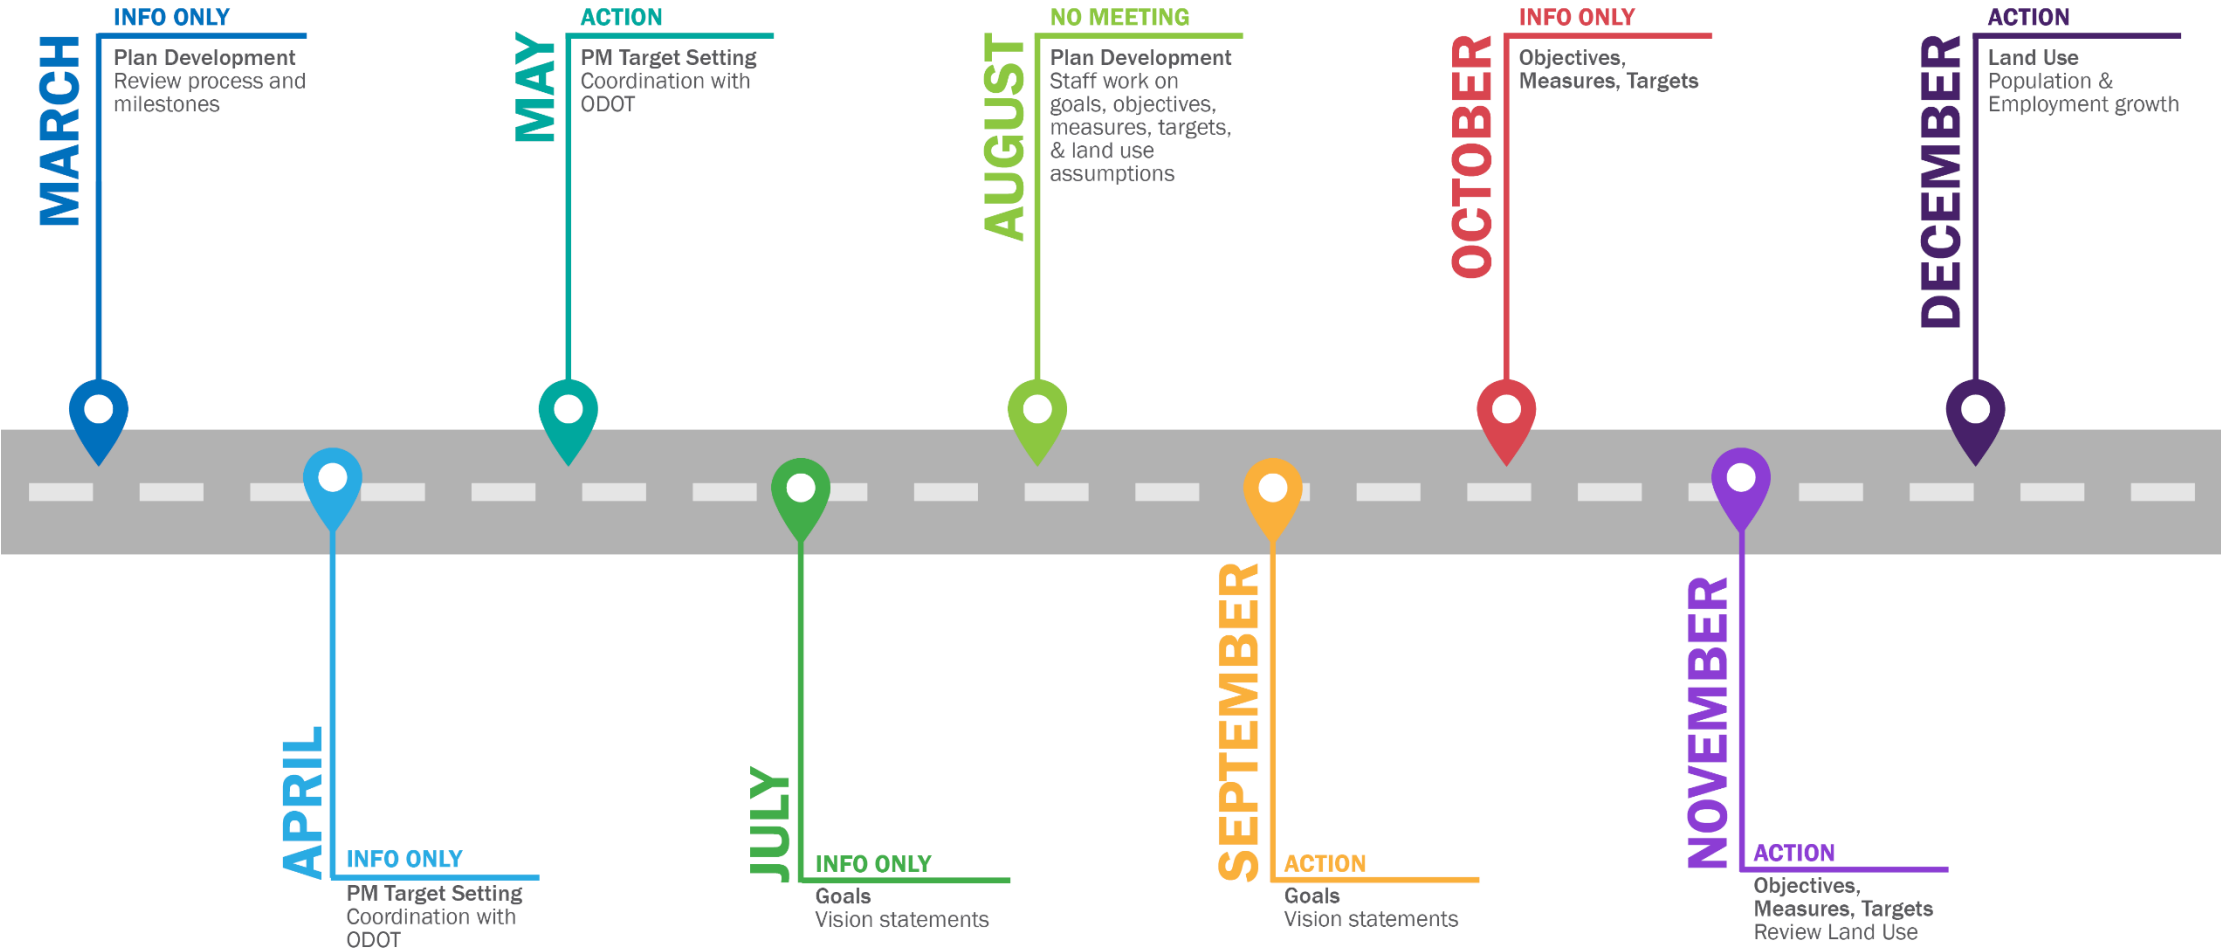 MARCH
INFO ONLY
Plan Development
Review process and
milestones
APRIL
INFO ONLY
PM Target Setting
Coordination with
ODOT
MAY
ACTION
PM Target Setting
Coordination with
ODOT
JULY
INFO ONLY
Goals
Vision statements
AUGUST
NO MEETING
Plan Development
Staff work on
goals, objectives,
measures, targets,
& land use
assumptions
SEPTEMBER
ACTION
Goals
Vision statements
OCTOBER
INFO ONLY
Objectives,
Measures, Targets
NOVEMBER
ACTION
Objectives,
Measures, Targets
Review Land Use
DECEMBER
ACTION
Land Use
Population &
Employment growth